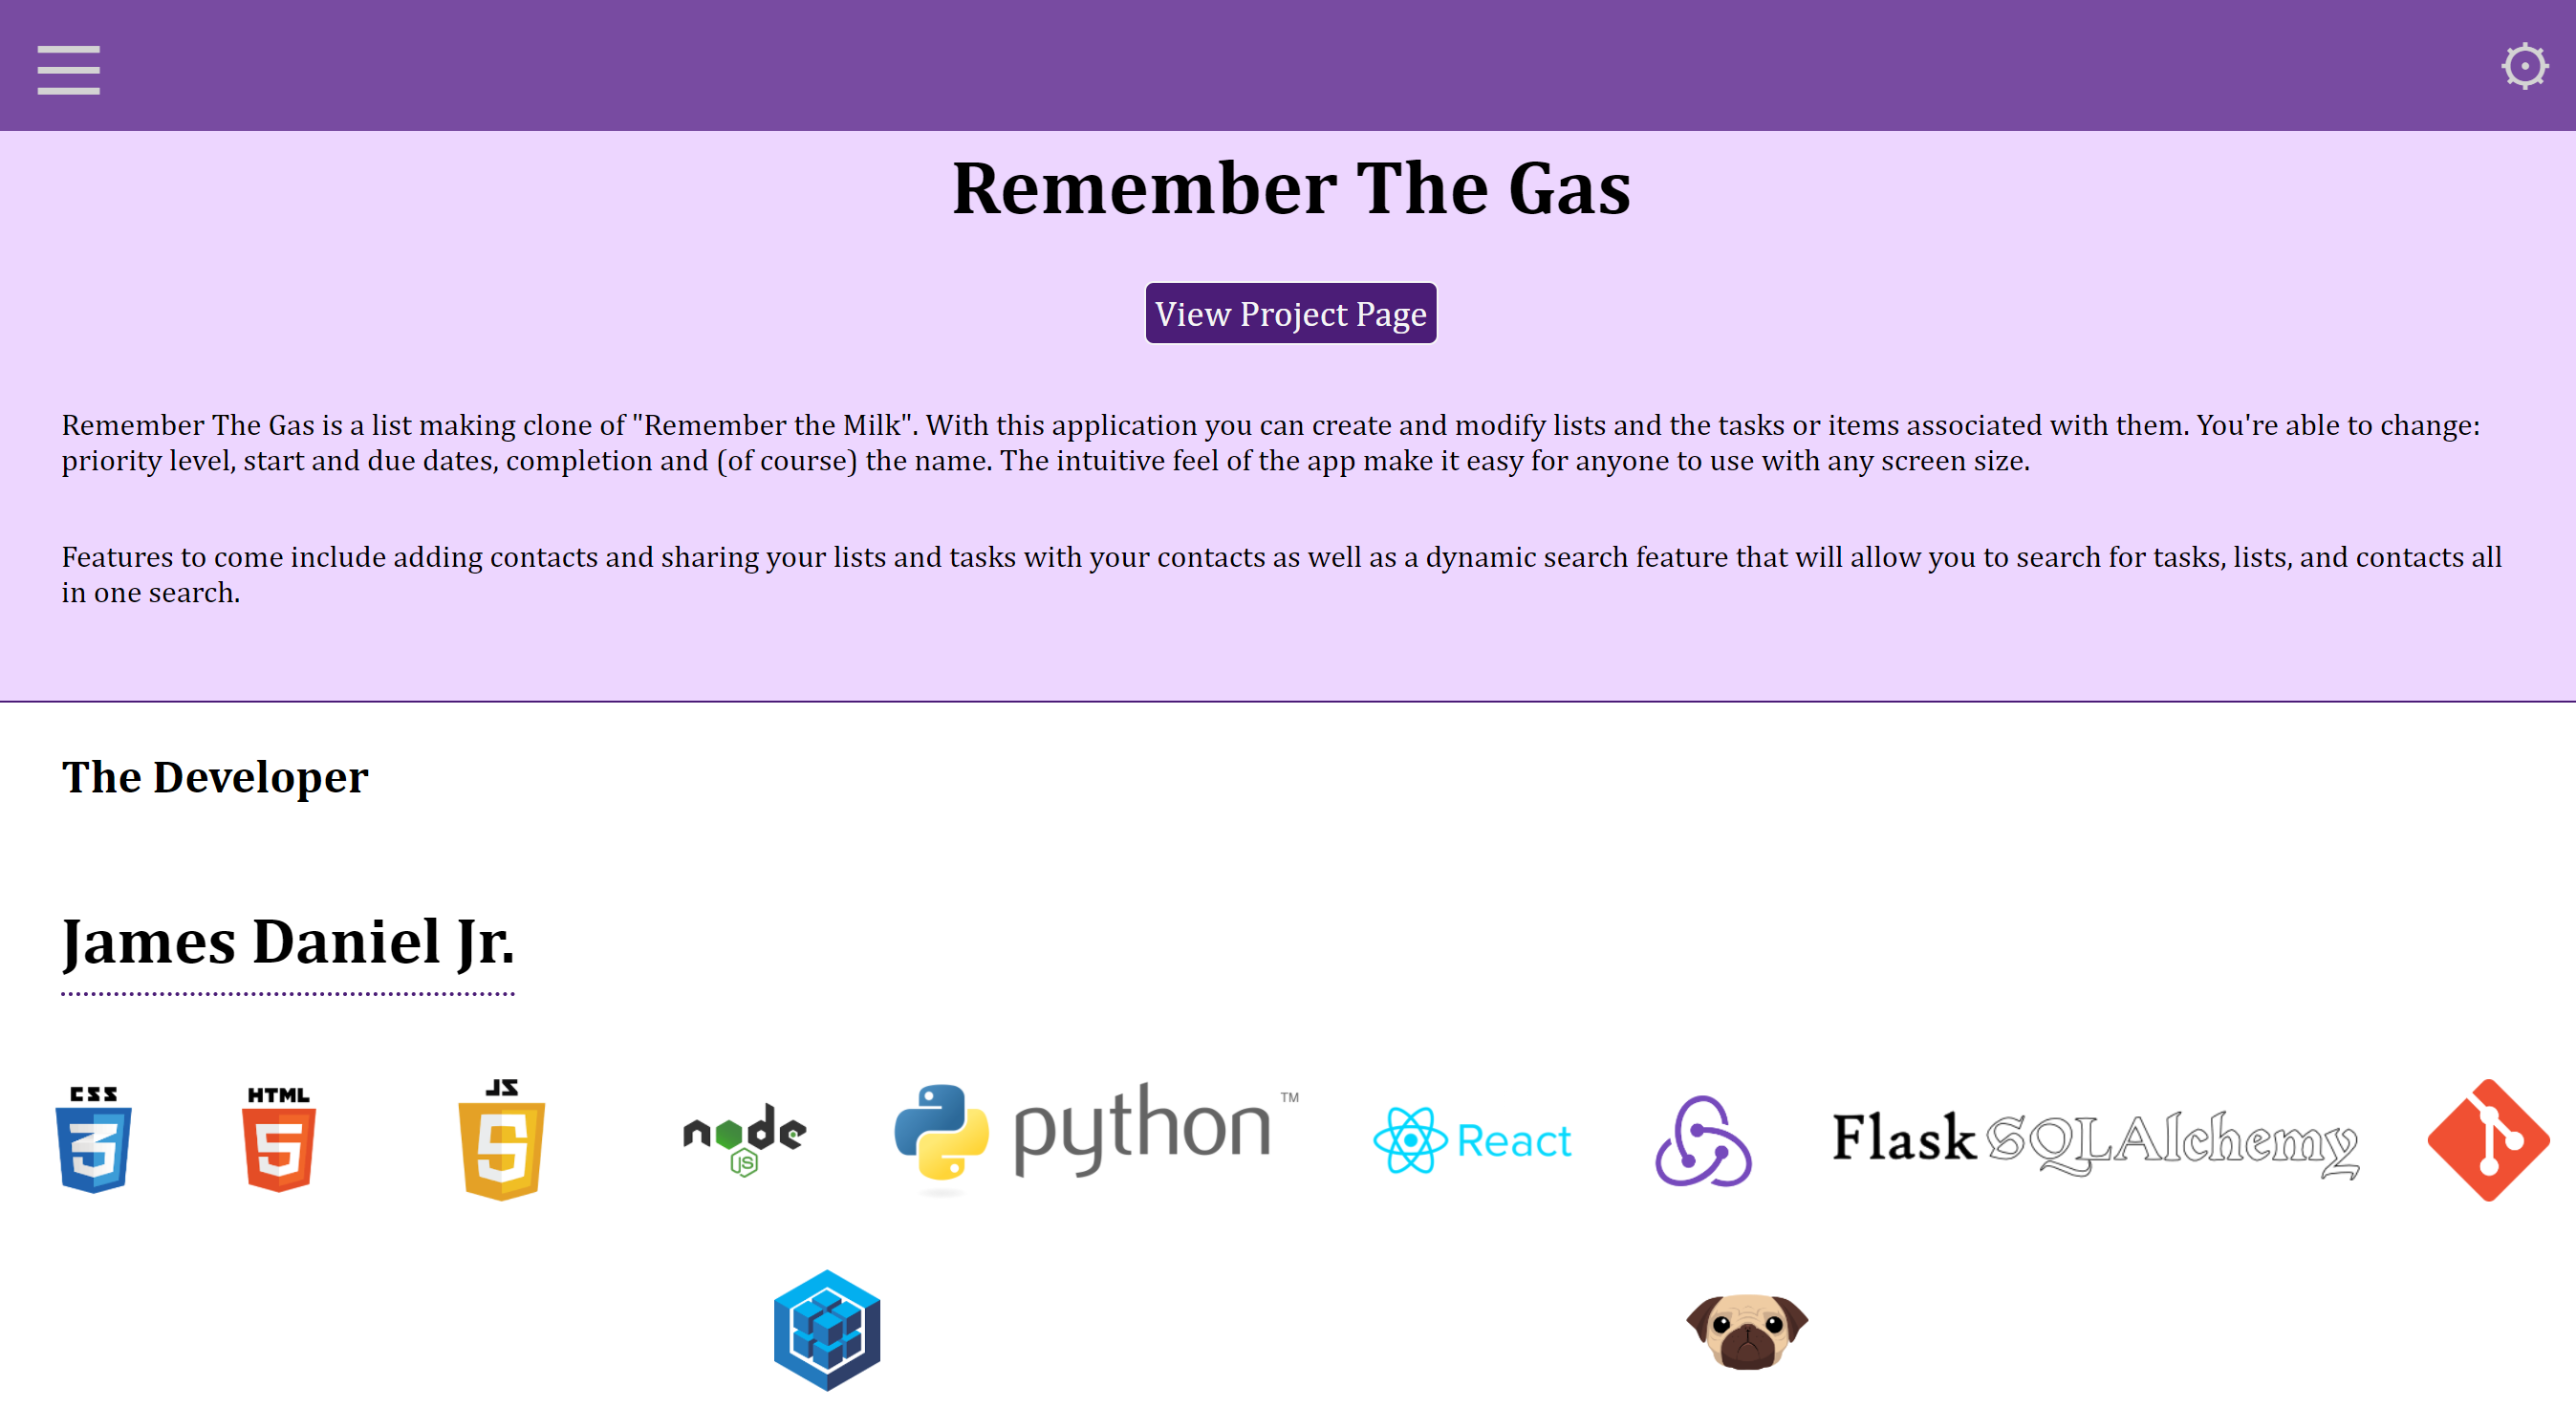 Remember The Gas
View Project Page
Remember The Gas is a list making clone of "Remember the Milk". With this application you can create and modify lists and the tasks or items associated with them. You're able to change:
priority level, start and due dates, completion and (of course) the name. The intuitive feel of the app make it easy for anyone to use with any screen size.
Features to come include adding contacts and sharing your lists and tasks with your contacts as well as a dynamic search feature that will allow you to search for tasks, lists, and contacts all
in one search.
The Developer
James Daniel Jr.
CSS 3
HTML 5
JS 5
node JS
python TM
React
Flask SQLAlchemy